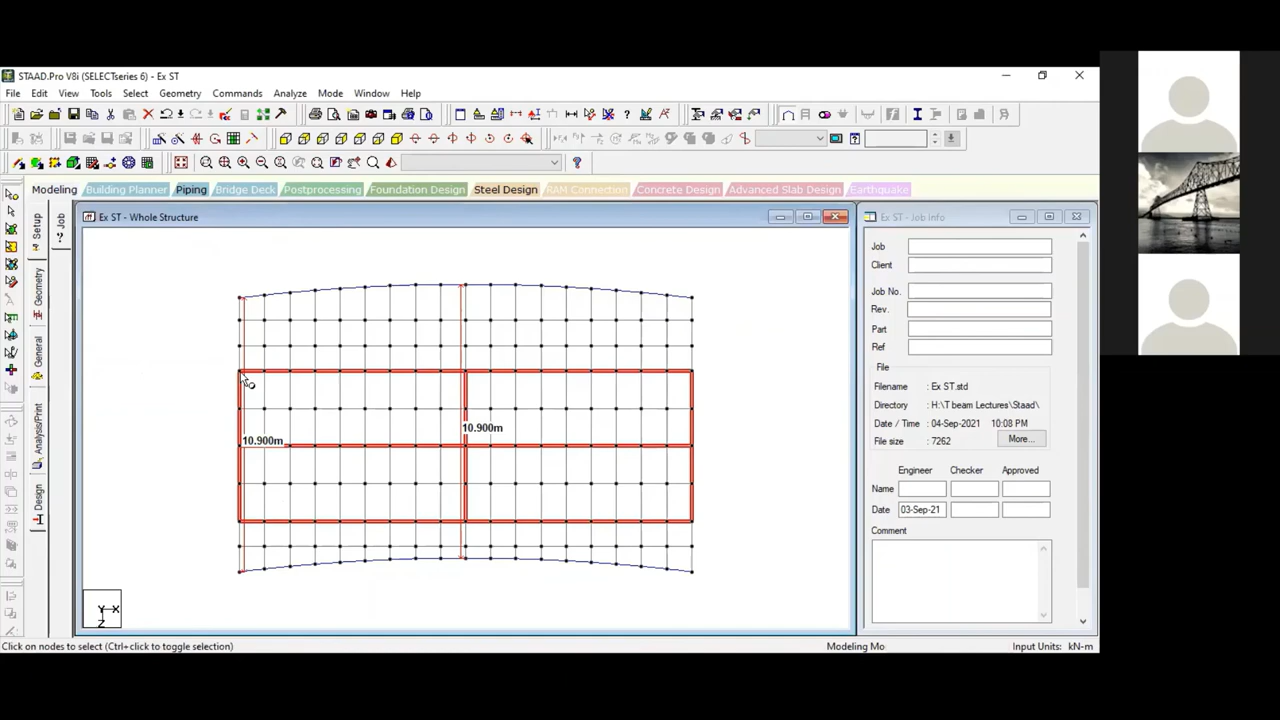 STAAD.Pro V8i (SELECTseries 6) - Ex ST
File Edit View Tools Select Geometry Commands Analyze Mode Window Help
Modeling Building Planner Piping Bridge Deck Postprocessing Foundation Design Steel Design RAM Connection Concrete Design Advanced Slab Design Earthquake
Setup
Geometry
General
Analysis/Print
Design
Job
Ex ST - Whole Structure
10.900m
10.900m
Y X
Z
Ex ST - Job Info
Job
Client
Job No.
Rev.
Part
Ref
File
Filename : Ex ST.std
Directory : H:\T beam Lectures\Staad\
Date / Time : 04-Sep-2021 10:08 PM
File size : 7262 More...
Engineer Checker Approved
Name
Date 03-Sep-21
Comment
Click on nodes to select (Ctrl+click to toggle selection) Modeling Mo Input Units: kN-m